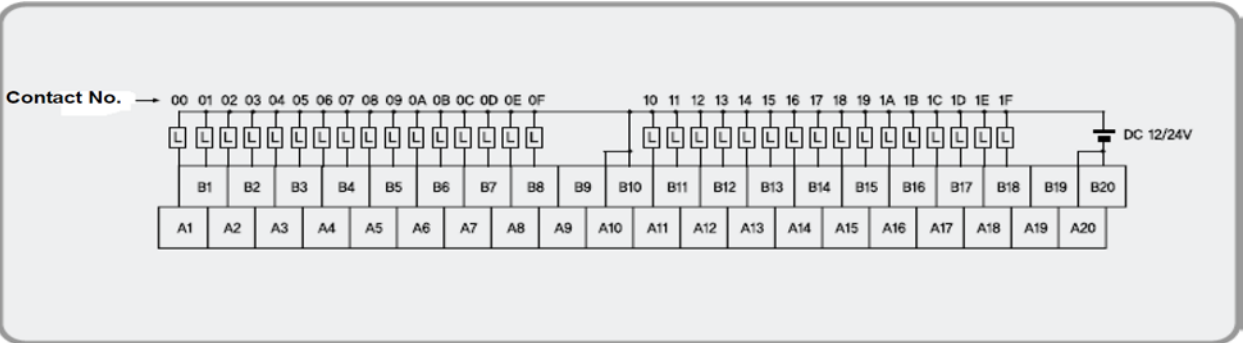 Contact No. 00 01 02 03 04 05 06 07 08 09 0A 0B 0C 0D 0E 0F 10 11 12 13 14 15 16 17 18 19 1A 1B 1C 1D 1E 1F
L L L L L L L L L L L L L L L L L L L L L L L L L L L L L L L L DC 12/24V
B1 B2 B3 B4 B5 B6 B7 B8 B9 B10 B11 B12 B13 B14 B15 B16 B17 B18 B19 B20
A1 A2 A3 A4 A5 A6 A7 A8 A9 A10 A11 A12 A13 A14 A15 A16 A17 A18 A19 A20